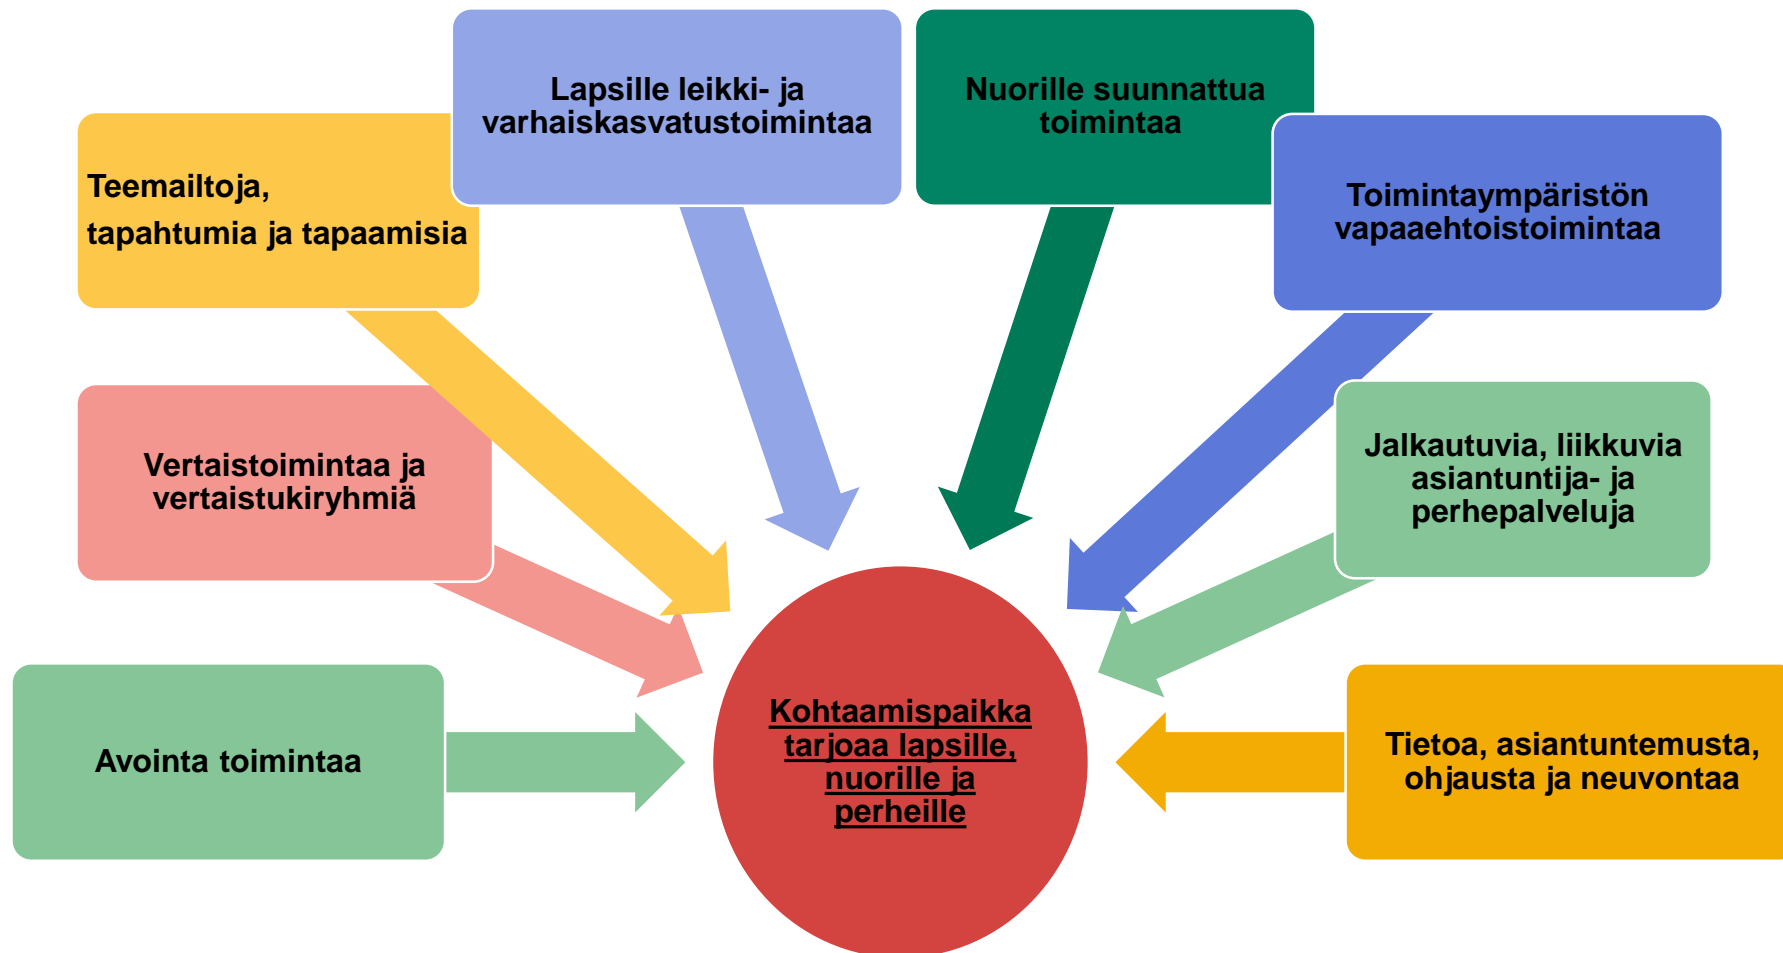 Lapsille leikki- ja
varhaiskasvatustoimintaa
Nuorille suunnattua
toimintaa
Teemailtoja,
tapahtumia ja tapaamisia
Toimintaympäristön
vapaaehtoistoimintaa
Vertaistoimintaa ja
vertaistukiryhmiä
Jalkautuvia, liikkuvia
asiantuntija- ja
perhepalveluja
Avointa toimintaa
Kohtaamispaikka
tarjoaa lapsille,
nuorille ja
perheille
Tietoa, asiantuntemusta,
ohjausta ja neuvontaa